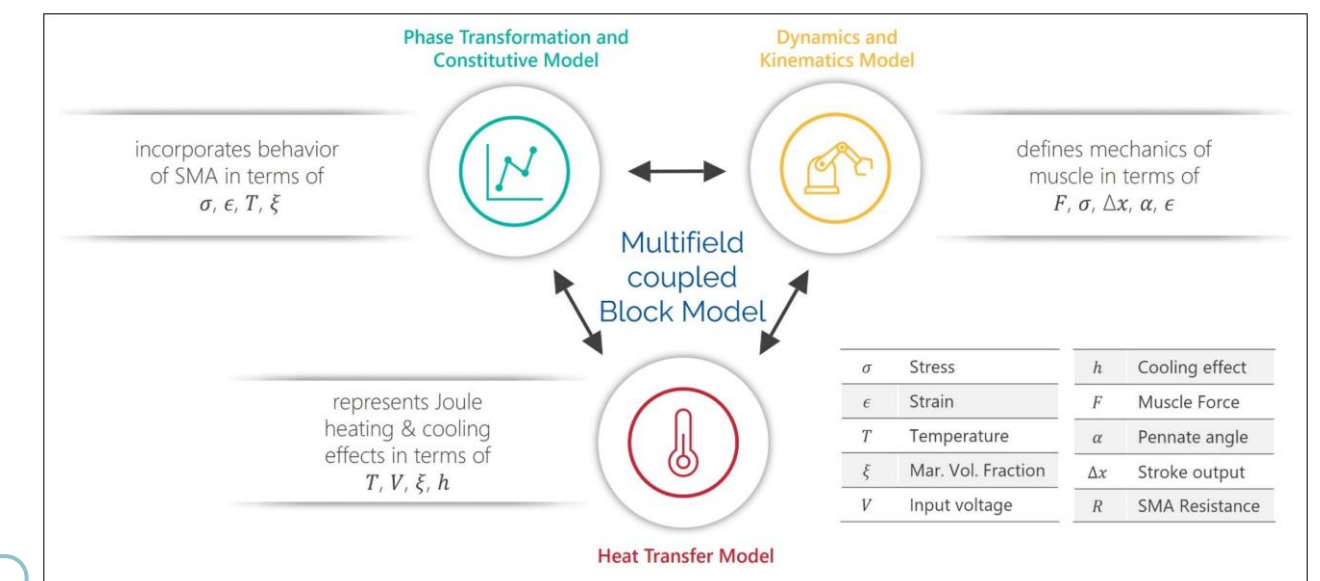 Phase Transformation and
Constitutive Model
Dynamics and
Kinematics Model
incorporates behavior
of SMA in terms of
σ, ϵ, T, ξ
defines mechanics of
muscle in terms of
F, σ, Δx, α, ϵ
Multifield
coupled
Block Model
represents Joule
heating & cooling
effects in terms of
T, V, ξ, h
σ Stress
ϵ Strain
T Temperature
ξ Mar. Vol. Fraction
V Input voltage
h Cooling effect
F Muscle Force
α Pennate angle
Δx Stroke output
R SMA Resistance
Heat Transfer Model